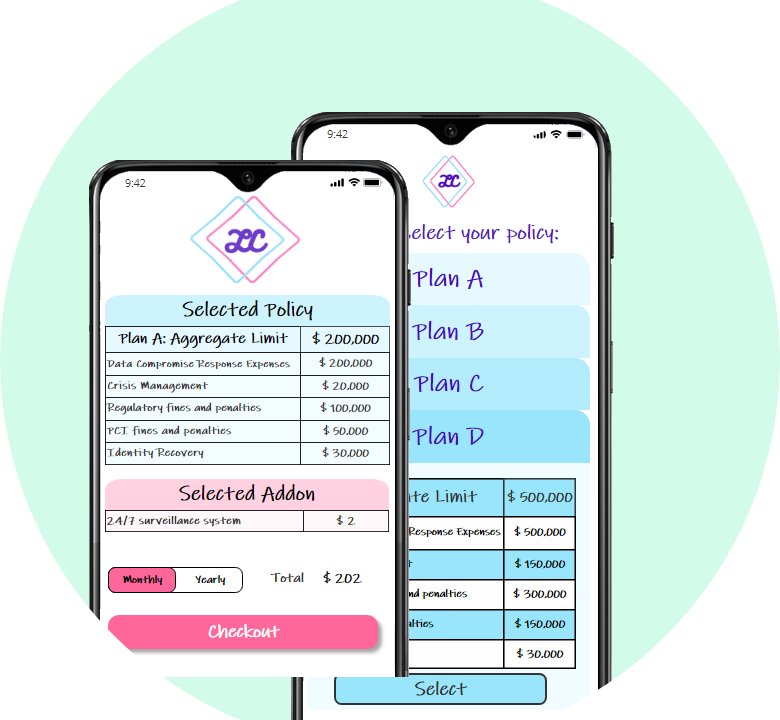 9:42
LC
Selected Policy
Plan A: Aggregate Limit $ 200,000
Data Compromise Response Expenses $ 200,000
Crisis Management $ 20,000
Regulatory fines and penalties $ 100,000
PCI fines and penalties $ 50,000
Identity Recovery $ 30,000
Selected Addon
24/7 surveillance system $ 2
Monthly Yearly Total $ 202
Checkout
9:42
LC
elect your policy:
Plan A
Plan B
Plan C
Plan D
te Limit $ 500,000
Response Expenses $ 500,000
$ 150,000
nd penalties $ 300,000
alties $ 150,000
$ 30,000
Select